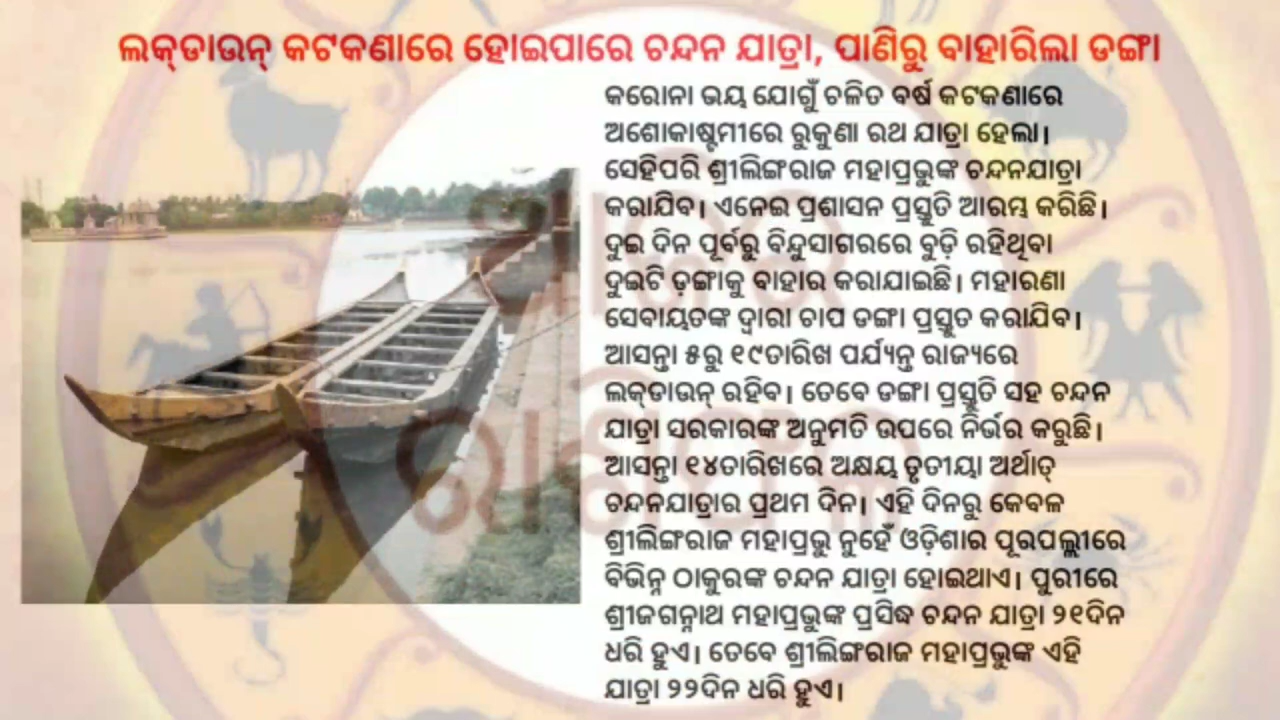 ଲକ୍‌ଡାଉନ୍ କଟକଣାରେ ହୋଇପାରେ ଚନ୍ଦନ ଯାତ୍ରା, ପାଣିରୁ ବାହାରିଲା ଡଙ୍ଗା
କରୋନା ଭୟ ଯୋଗୁଁ ଚଳିତ ବର୍ଷ କଟକଣାରେ
ଅଶୋକାଷ୍ଟମୀରେ ରୁକୁଣା ରଥ ଯାତ୍ରା ହେଲା।
ସେହିପରି ଶ୍ରୀଲିଙ୍ଗରାଜ ମହାପ୍ରଭୁଙ୍କ ଚନ୍ଦନଯାତ୍ରା
କରାଯିବ। ଏନେଇ ପ୍ରଶାସନ ପ୍ରସ୍ତୁତି ଆରମ୍ଭ କରିଛି।
ଦୁଇ ଦିନ ପୂର୍ବରୁ ବିନ୍ଦୁସାଗରରେ ବୁଡ଼ି ରହିଥିବା
ଦୁଇଟି ଡ଼ଙ୍ଗାକୁ ବାହାର କରାଯାଇଛି। ମହାରଣା
ସେବାୟତଙ୍କ ଦ୍ୱାରା ଚାପ ଡଙ୍ଗା ପ୍ରସ୍ତୁତ କରାଯିବ।
ଆସନ୍ତା ୫ରୁ ୧୯ତାରିଖ ପର୍ଯ୍ୟନ୍ତ ରାଜ୍ୟରେ
ଲକ୍‌ଡାଉନ୍ ରହିବ। ତେବେ ଡଙ୍ଗା ପ୍ରସ୍ତୁତି ସହ ଚନ୍ଦନ
ଯାତ୍ରା ସରକାରଙ୍କ ଅନୁମତି ଉପରେ ନିର୍ଭର କରୁଛି।
ଆସନ୍ତା ୧୪ତାରିଖରେ ଅକ୍ଷୟ ତୃତୀୟା ଅର୍ଥାତ୍
ଚନ୍ଦନଯାତ୍ରାର ପ୍ରଥମ ଦିନ। ଏହି ଦିନରୁ କେବଳ
ଶ୍ରୀଲିଙ୍ଗରାଜ ମହାପ୍ରଭୁ ନୁହେଁ ଓଡ଼ିଶାର ପୂରପଲ୍ଲୀରେ
ବିଭିନ୍ନ ଠାକୁରଙ୍କ ଚନ୍ଦନ ଯାତ୍ରା ହୋଇଥାଏ। ପୁରୀରେ
ଶ୍ରୀଜଗନ୍ନାଥ ମହାପ୍ରଭୁଙ୍କ ପ୍ରସିଦ୍ଧ ଚନ୍ଦନ ଯାତ୍ରା ୨୧ଦିନ
ଧରି ହୁଏ। ତେବେ ଶ୍ରୀଲିଙ୍ଗରାଜ ମହାପ୍ରଭୁଙ୍କ ଏହି
ଯାତ୍ରା ୨୨ଦିନ ଧରି ହୁଏ।